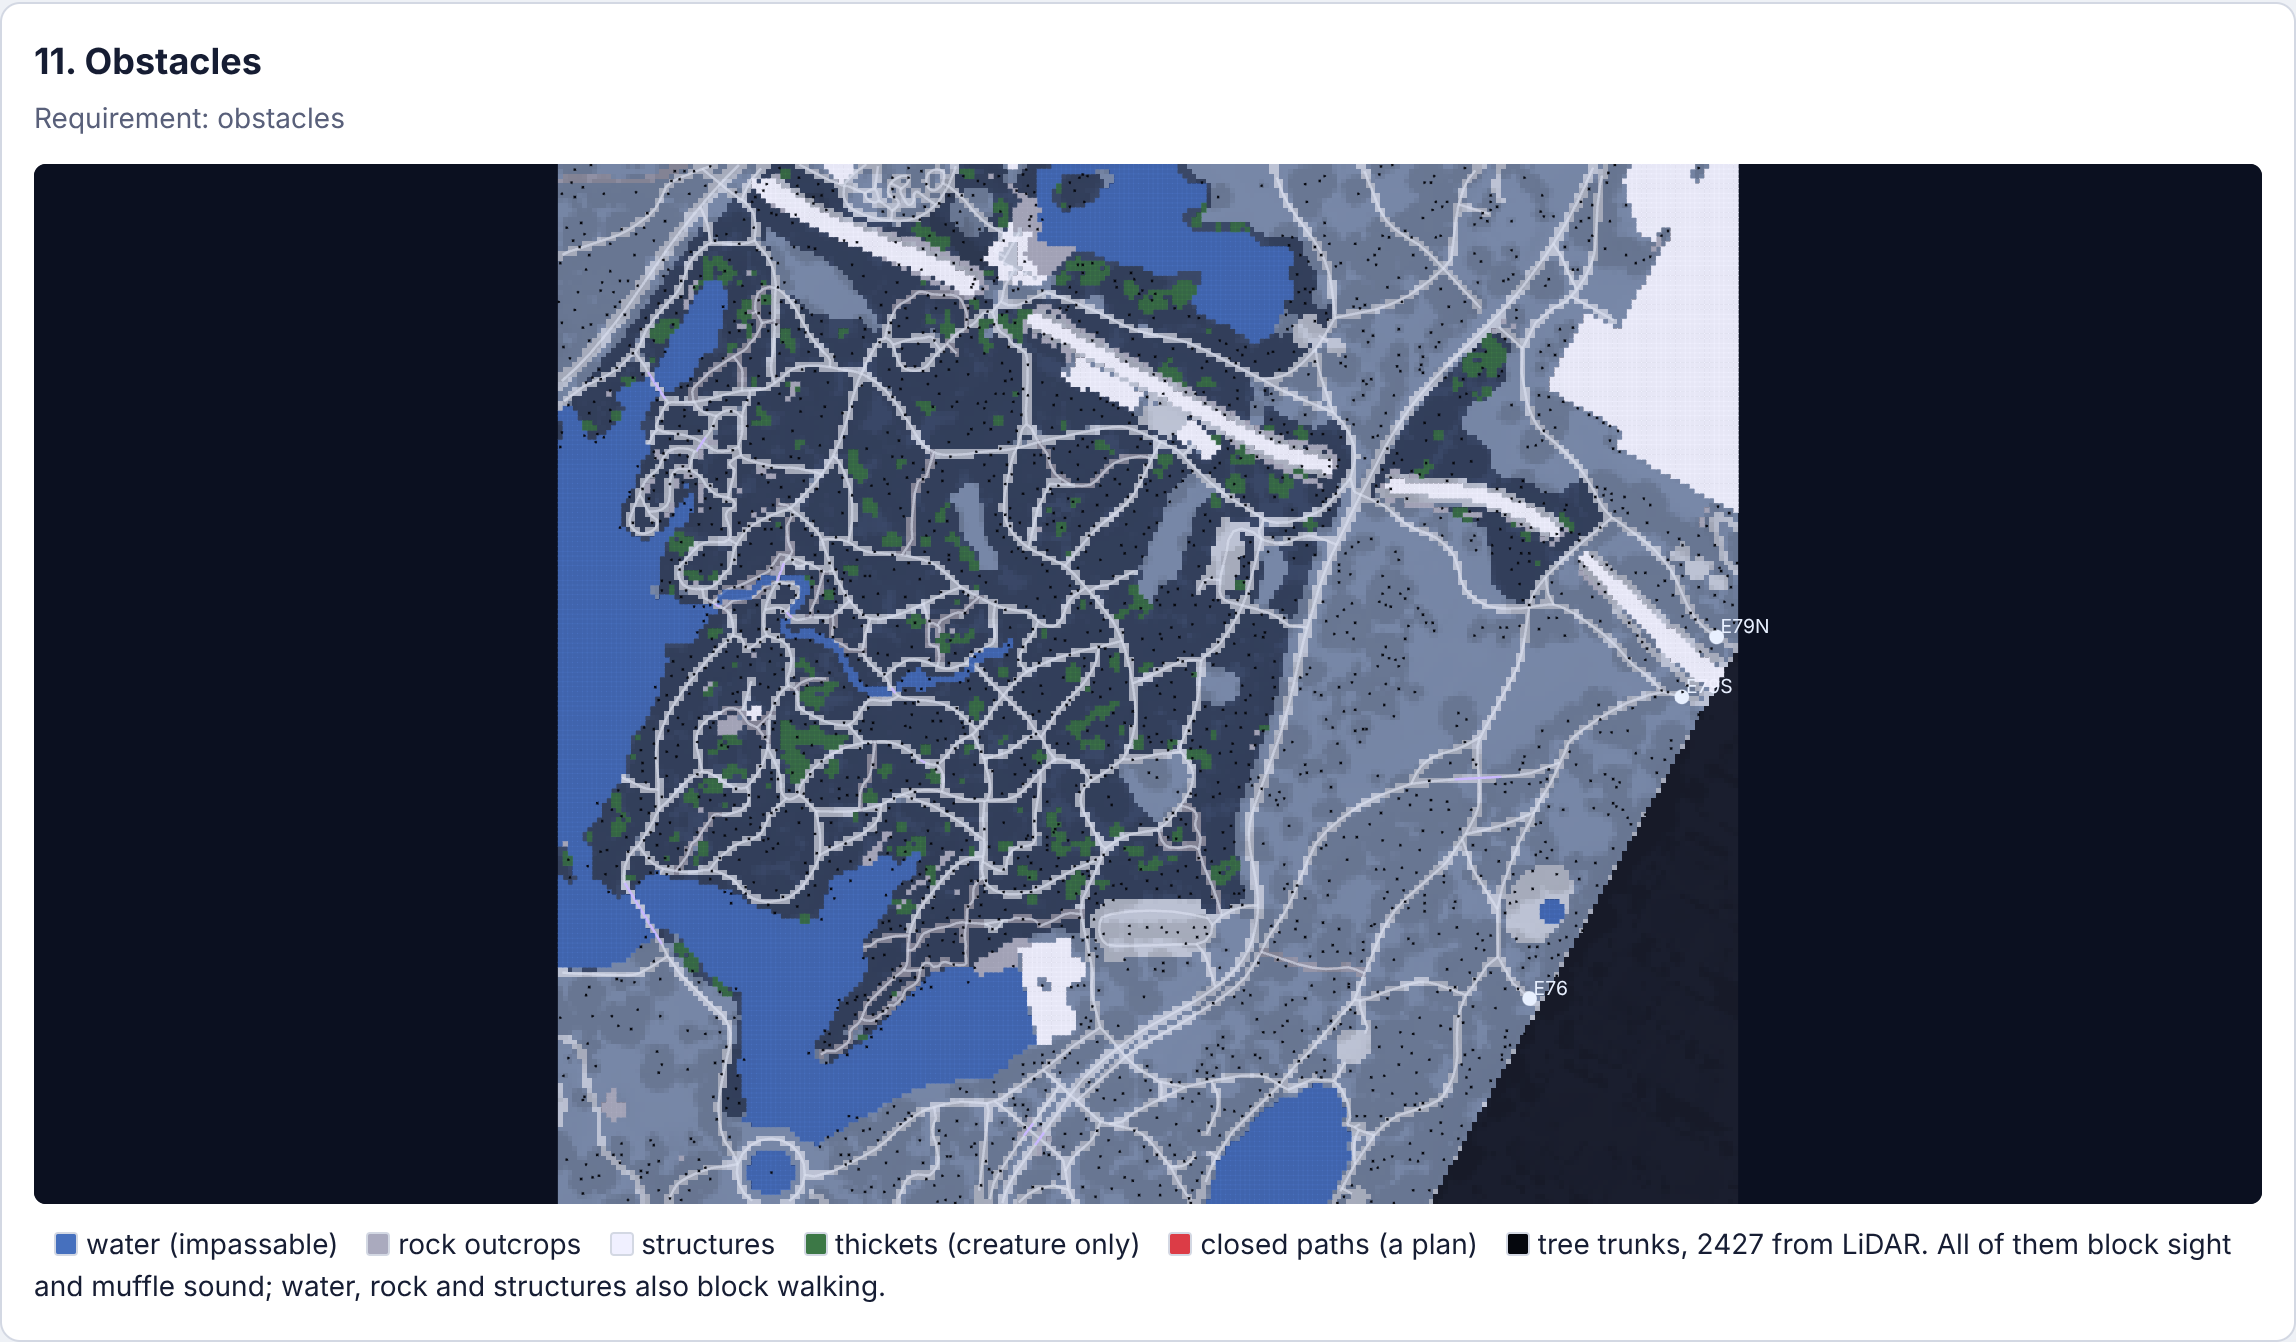 11. Obstacles
Requirement: obstacles
E79N
E79S
E76
water (impassable) rock outcrops structures thickets (creature only) closed paths (a plan) tree trunks, 2427 from LiDAR. All of them block sight
and muffle sound; water, rock and structures also block walking.